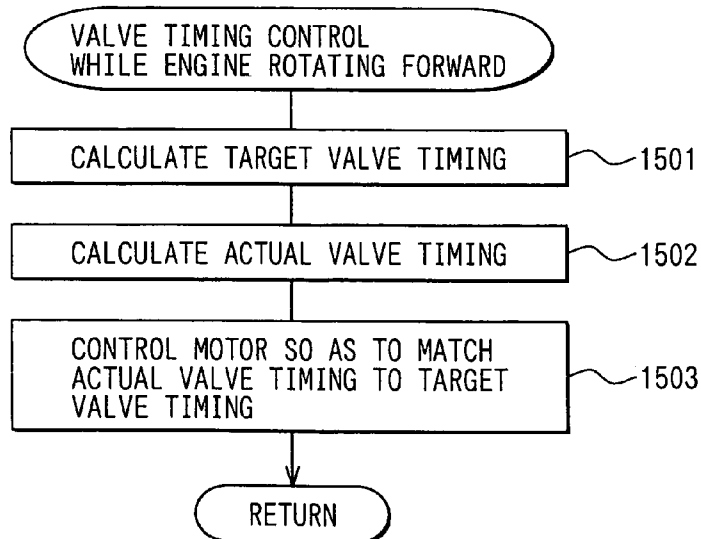 VALVE TIMING CONTROL
WHILE ENGINE ROTATING FORWARD
CALCULATE TARGET VALVE TIMING
1501
CALCULATE ACTUAL VALVE TIMING
1502
CONTROL MOTOR SO AS TO MATCH
ACTUAL VALVE TIMING TO TARGET
VALVE TIMING
1503
RETURN